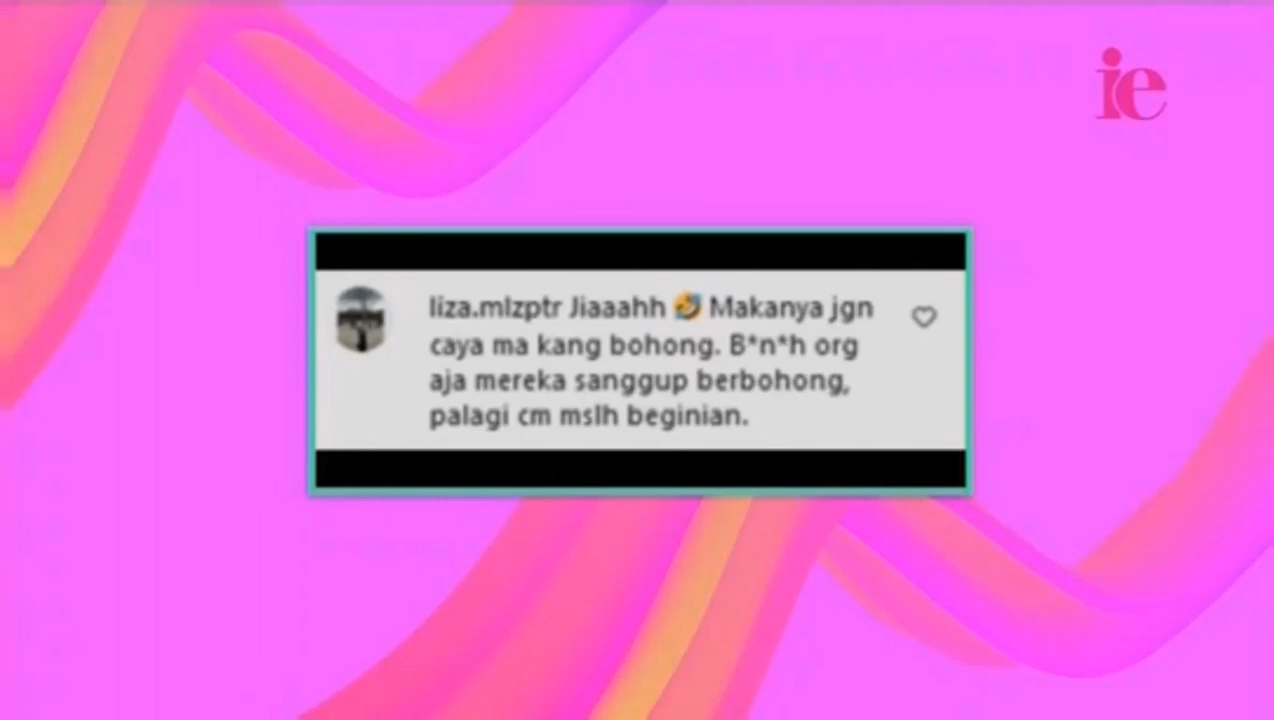 ie
liza.mlzptr Jiaaahh 🤣 Makanya jgn
caya ma kang bohong. B*n*h org
aja mereka sanggup berbohong,
palagi cm mslh beginian.